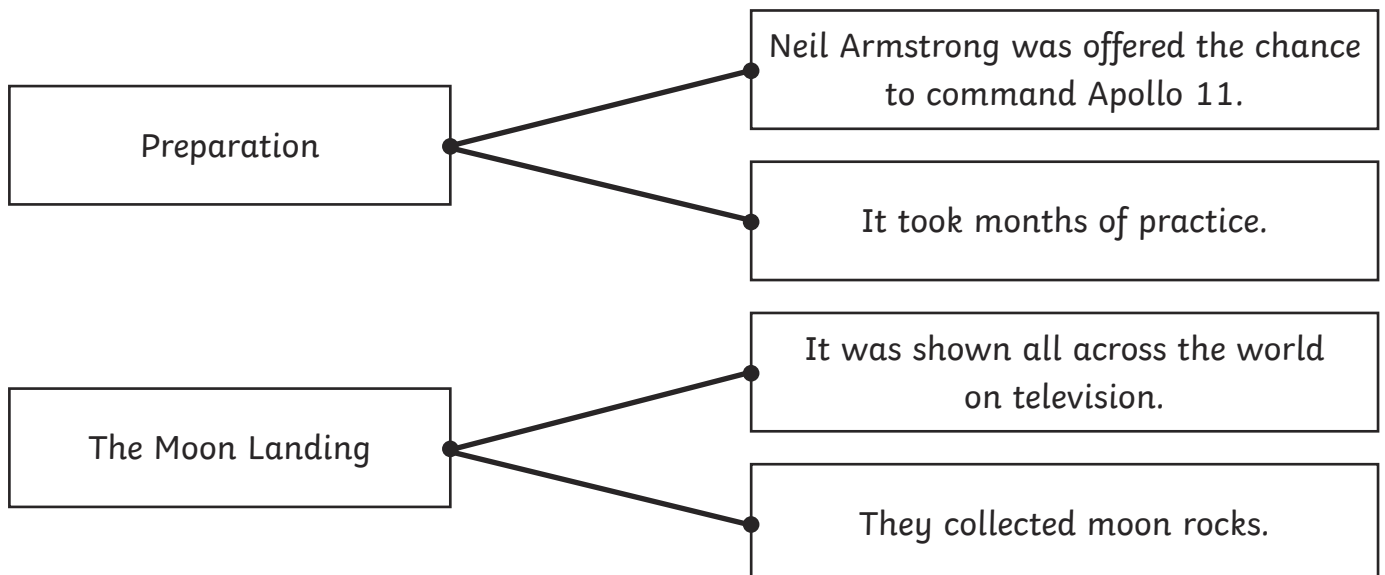 Preparation
Neil Armstrong was offered the chance
to command Apollo 11.
It took months of practice.
The Moon Landing
It was shown all across the world
on television.
They collected moon rocks.